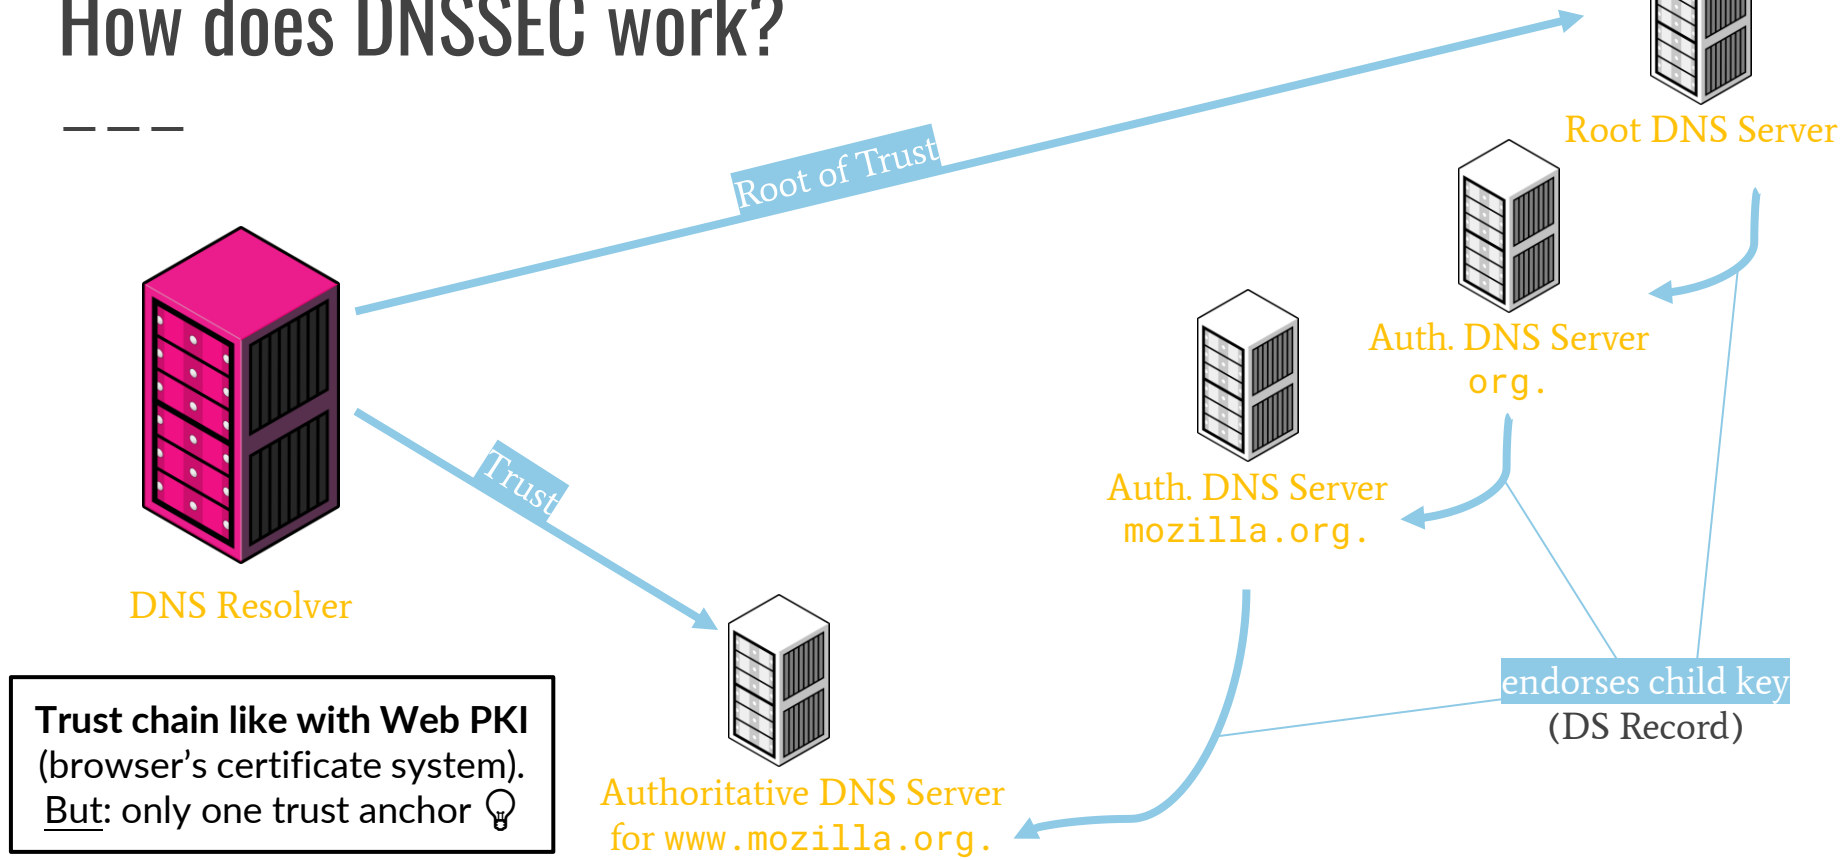 How does DNSSEC work?
Root DNS Server
Root of Trust
Auth. DNS Server
org.
Auth. DNS Server
mozilla.org.
Trust
DNS Resolver
endorses child key
(DS Record)
Trust chain like with Web PKI
(browser’s certificate system).
But: only one trust anchor
Authoritative DNS Server
for www.mozilla.org.